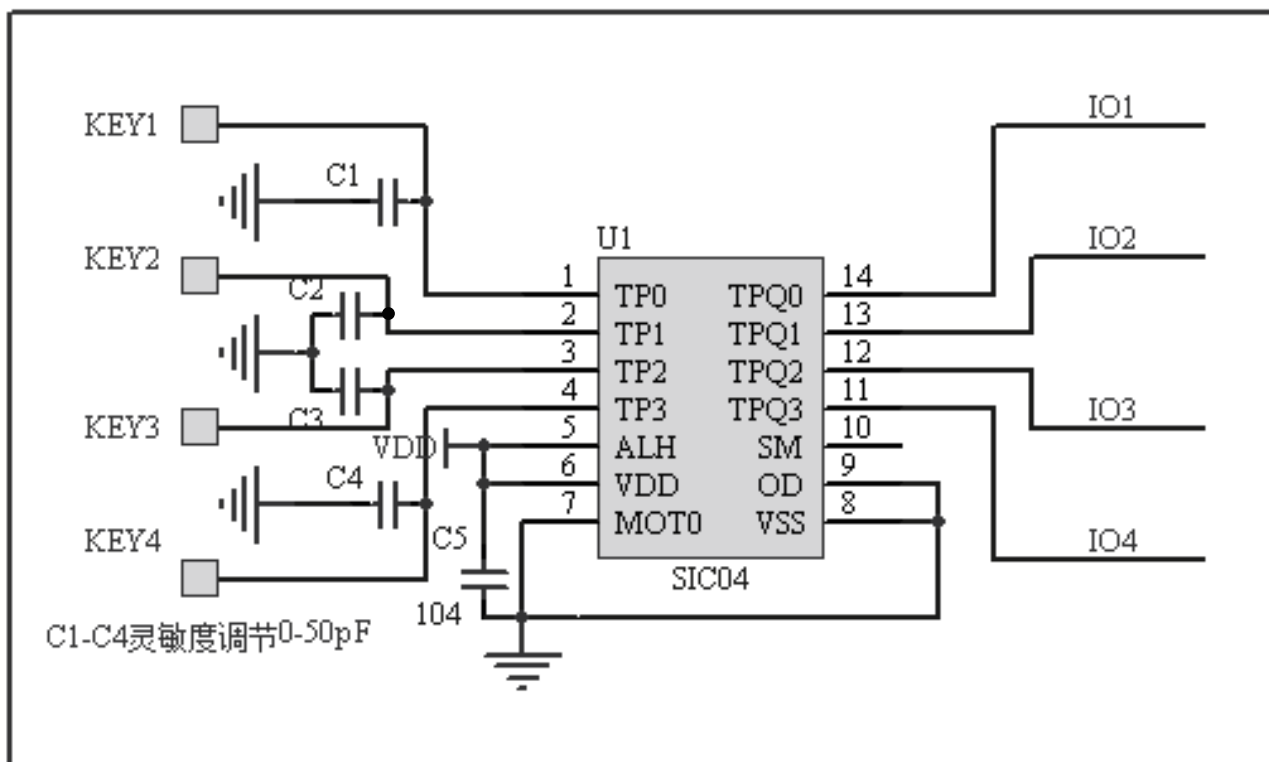 KEY1
IO1
C1
KEY2
U1
IO2
C2
1 TP0 TPQ0 14
2 TP1 TPQ1 13
3 TP2 TPQ2 12
4 TP3 TPQ3 11
C3
KEY3
IO3
VDD
5 ALH SM 10
6 VDD OD 9
7 MOT0 VSS 8
C4
KEY4
C5
IO4
SIC04
104
C1-C4灵敏度调节0-50pF